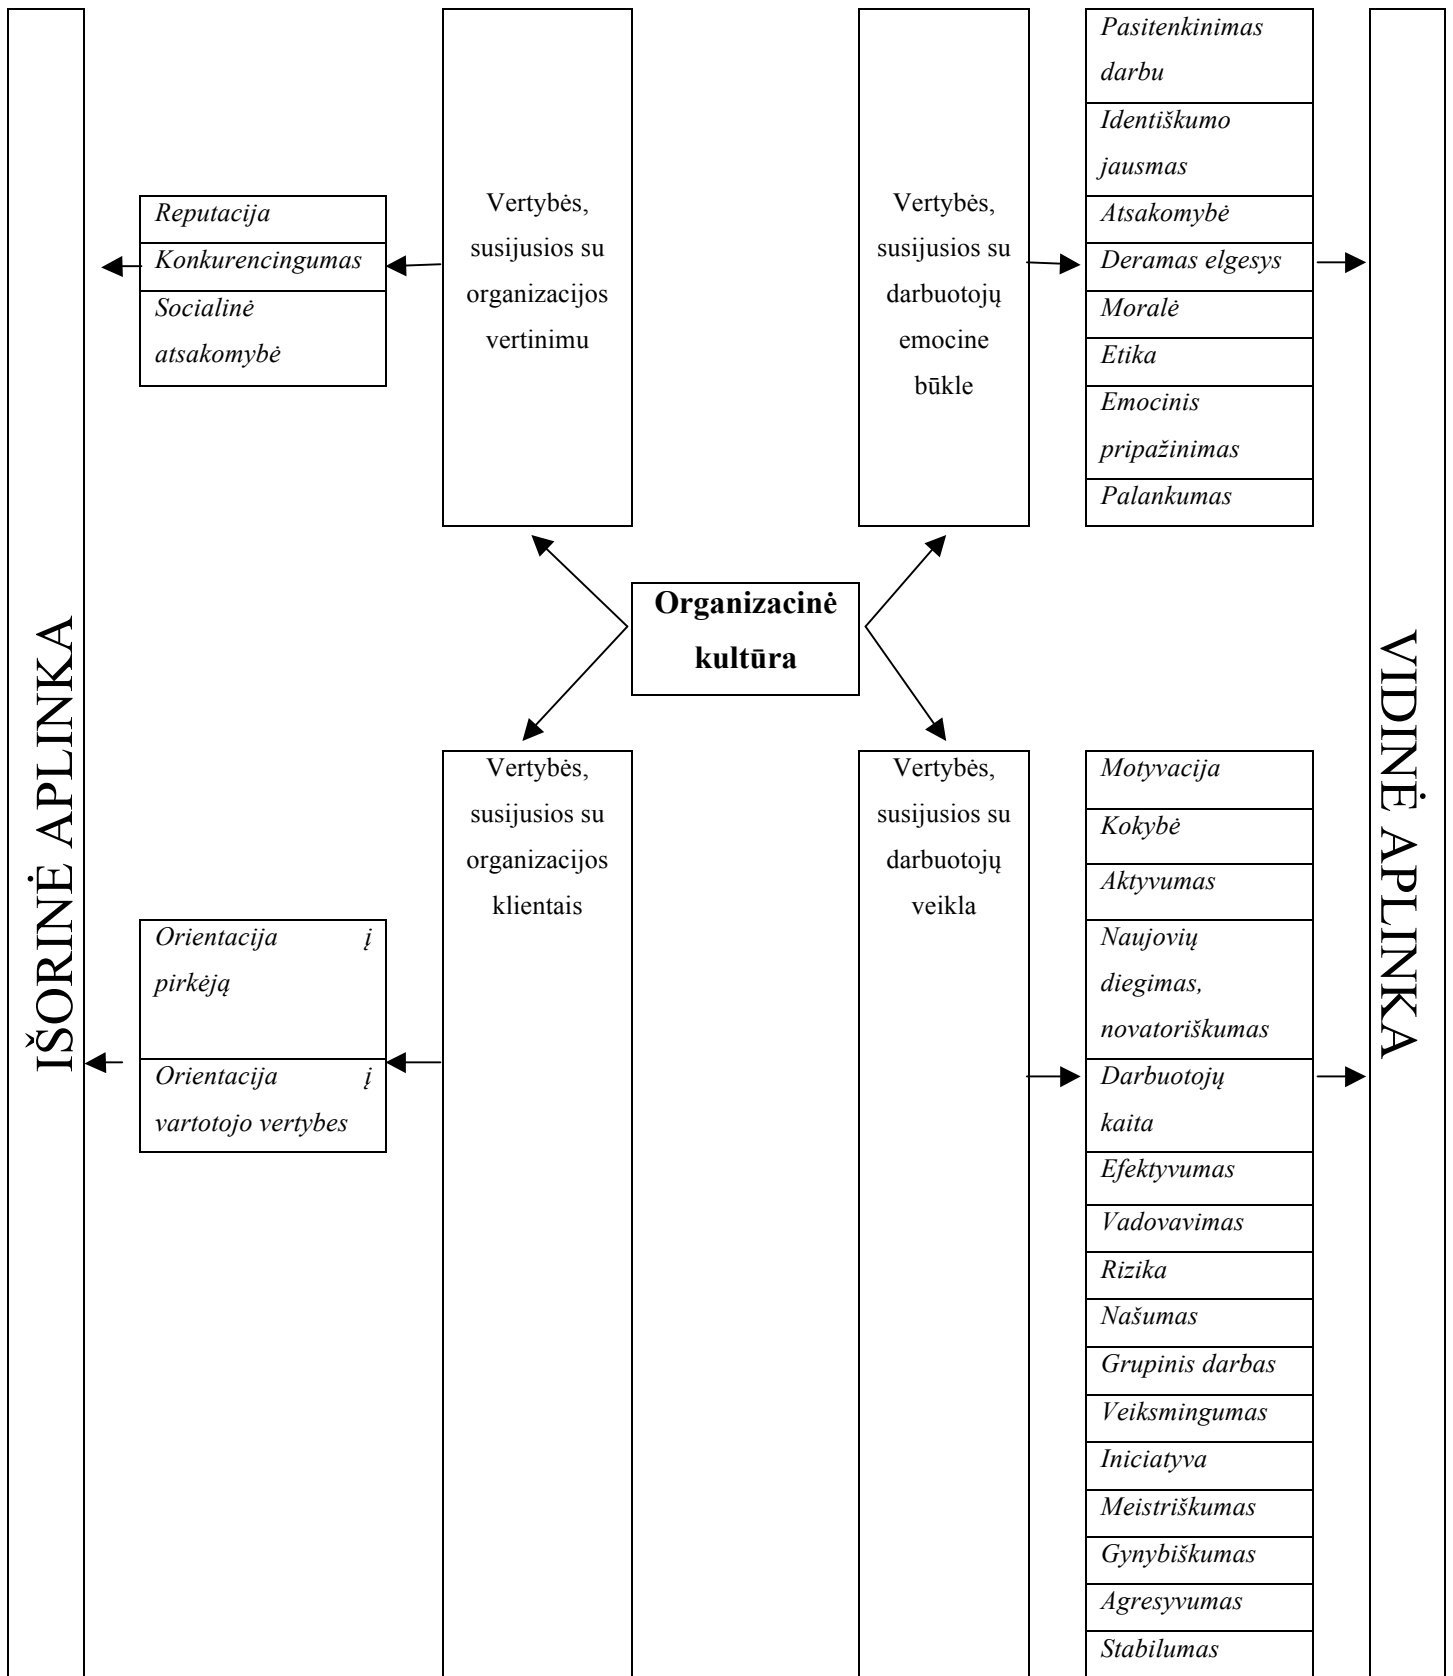 IŠORINĖ APLINKA
Reputacija
Konkurencingumas
Socialinė
atsakomybė
Vertybės,
susijusios su
organizacijos
vertinimu
Vertybės,
susijusios su
darbuotojų
emocine
būkle
Pasitenkinimas
darbu
Identiškumo
jausmas
Atsakomybė
Deramas elgesys
Moralė
Etika
Emocinis
pripažinimas
Palankumas
Organizacinė
kultūra
Orientacija į
pirkėją
Orientacija į
vartotojo vertybes
Vertybės,
susijusios su
organizacijos
klientais
Vertybės,
susijusios su
darbuotojų
veikla
Motyvacija
Kokybė
Aktyvumas
Naujovių
diegimas,
novatoriškumas
Darbuotojų
kaita
Efektyvumas
Vadovavimas
Rizika
Našumas
Grupinis darbas
Veiksmingumas
Iniciatyva
Meistriškumas
Gynybiškumas
Agresyvumas
Stabilumas
VIDINĖ APLINKA